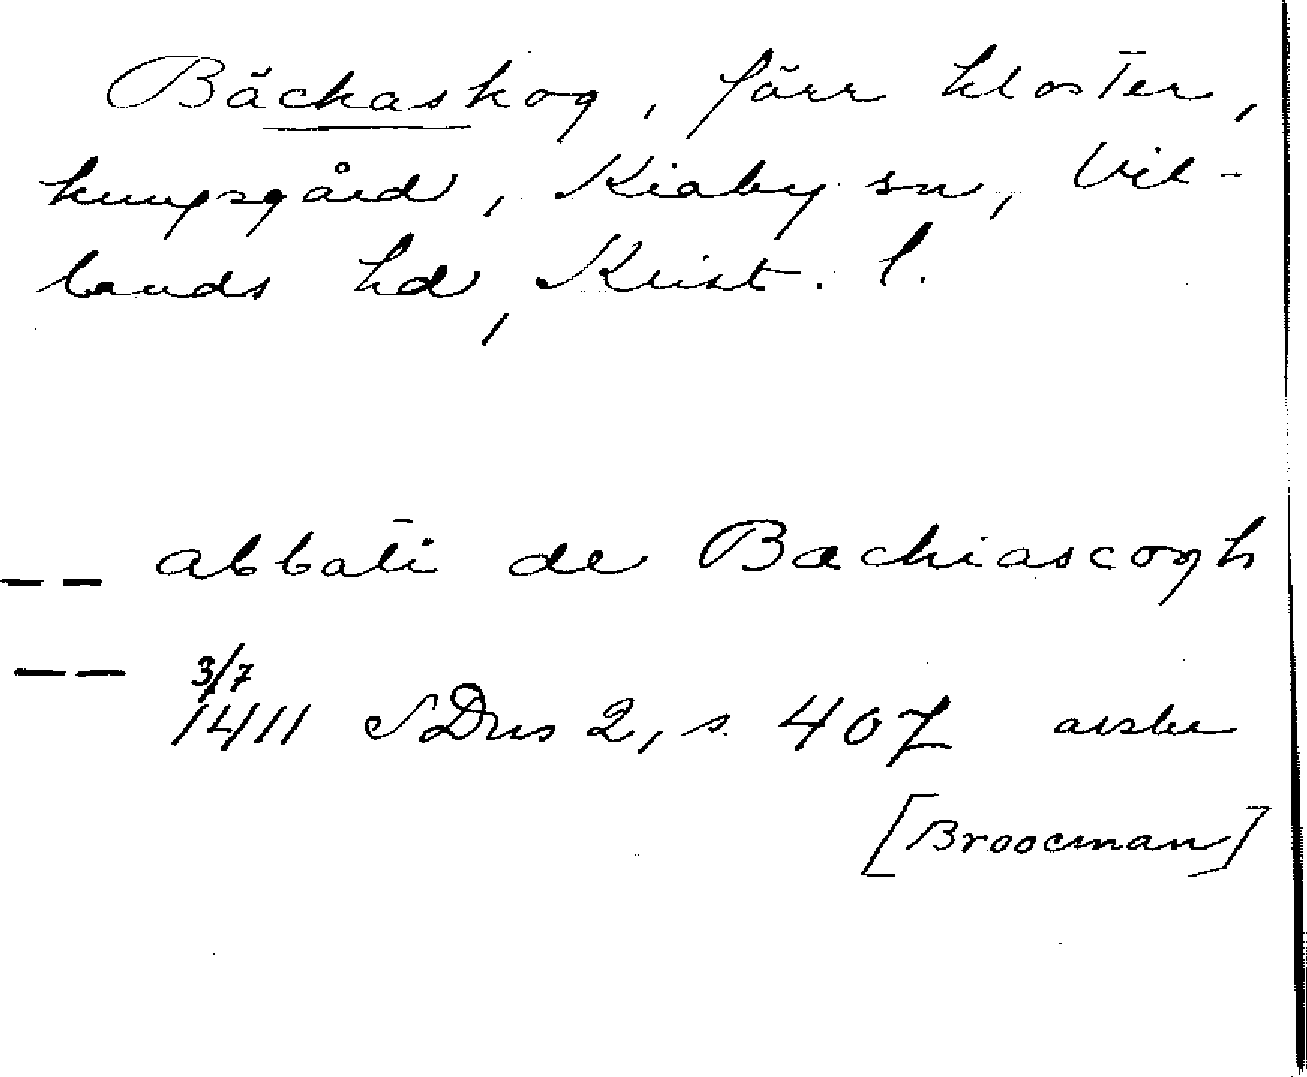 Bäckaskog, förr kloster,
kungsgård, Kiaby sn, Vil-
lands hd, Krist. l.
-- abbati de Bachiascogh
-- 3/7
1411 SDns 2, s. 407 avskr
[Broocman]